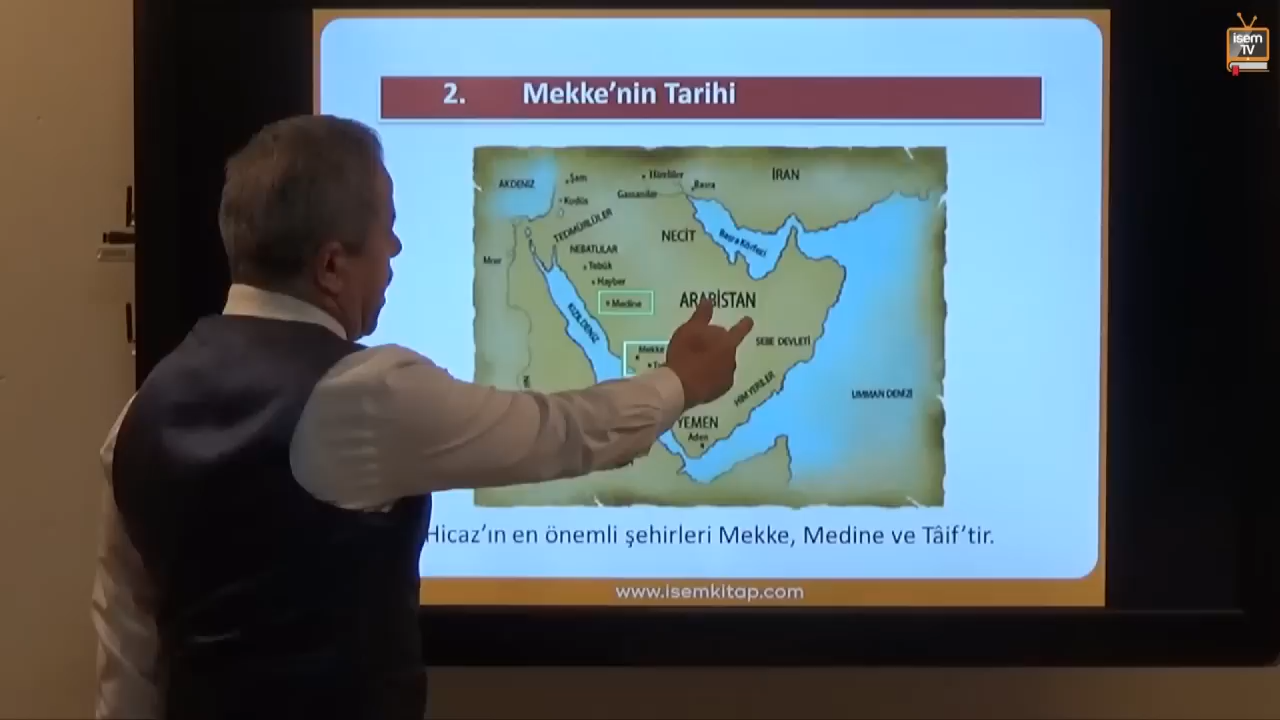 isem
TV
2. Mekke’nin Tarihi
AKDENİZ
Şam
Hireliler
Basra
İRAN
Kudüs
Gassaniler
TEDMÜRLÜLER
NECİT
Basra Körfezi
NEBATLILAR
Mısır
Tebük
Hayber
Medine
ARABİSTAN
KIZILDENİZ
Mekke
SEBE DEVLETİ
HİMYERİLER
UMMAN DENİZİ
YEMEN
Aden
Hicaz’ın en önemli şehirleri Mekke, Medine ve Tâif’tir.
www.isemkitap.com